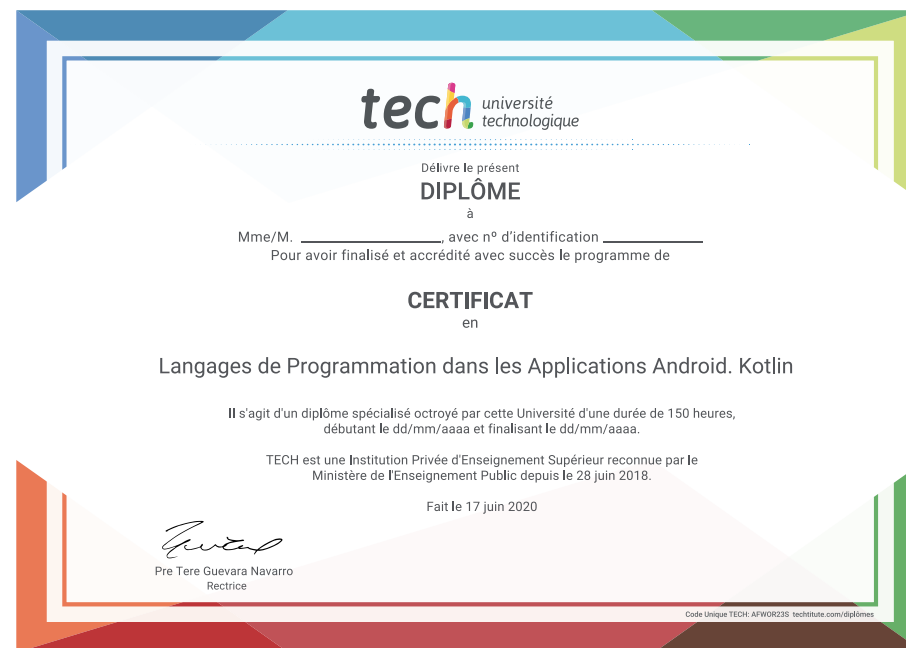 tech université
technologique
Délivre le présent
DIPLÔME
à
Mme/M. ____________________, avec nº d'identification ______________
Pour avoir finalisé et accrédité avec succès le programme de
CERTIFICAT
en
Langages de Programmation dans les Applications Android. Kotlin
Il s'agit d'un diplôme spécialisé octroyé par cette Université d'une durée de 150 heures,
débutant le dd/mm/aaaa et finalisant le dd/mm/aaaa.
TECH est une Institution Privée d'Enseignement Supérieur reconnue par le
Ministère de l'Enseignement Public depuis le 28 juin 2018.
Fait le 17 juin 2020
Pre Tere Guevara Navarro
Rectrice
Code Unique TECH: AFWOR23S techtitute.com/diplômes